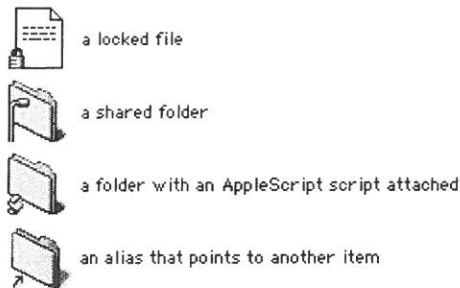 a locked file
a shared folder
a folder with an AppleScript script attached
an alias that points to another item